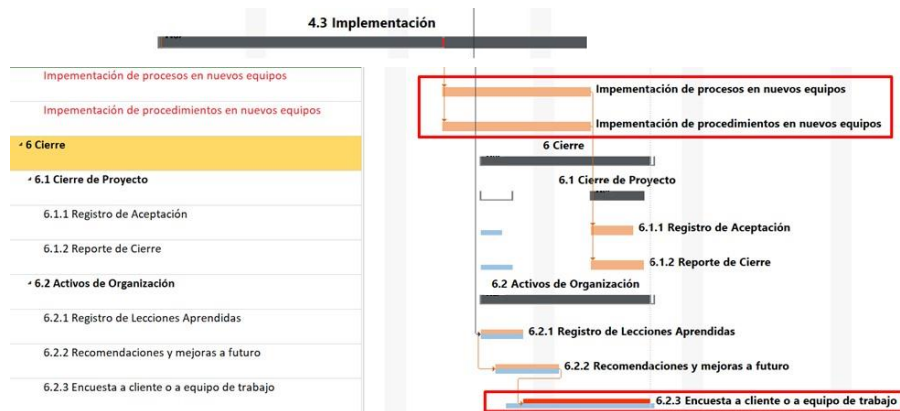 4.3 Implementación
Impementación de procesos en nuevos equipos
Impementación de procesos en nuevos equipos
Impementación de procedimientos en nuevos equipos
Impementación de procedimientos en nuevos equipos
6 Cierre
6 Cierre
6.1 Cierre de Proyecto
6.1 Cierre de Proyecto
6.1.1 Registro de Aceptación
6.1.1 Registro de Aceptación
6.1.2 Reporte de Cierre
6.1.2 Reporte de Cierre
6.2 Activos de Organización
6.2 Activos de Organización
6.2.1 Registro de Lecciones Aprendidas
6.2.1 Registro de Lecciones Aprendidas
6.2.2 Recomendaciones y mejoras a futuro
6.2.2 Recomendaciones y mejoras a futuro
6.2.3 Encuesta a cliente o a equipo de trabajo
6.2.3 Encuesta a cliente o a equipo de trabajo